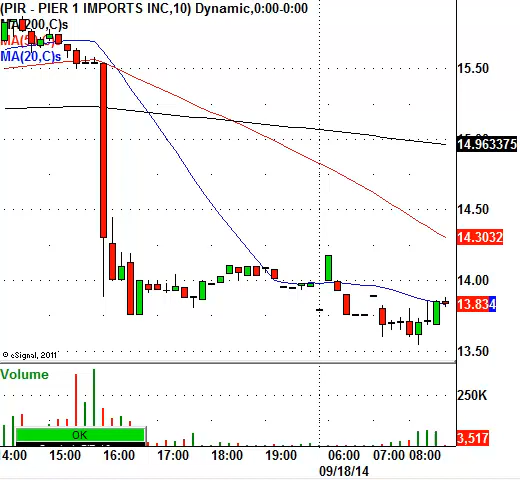 (PIR - PIER 1 IMPORTS INC,10) Dynamic,0:00-0:00
MA(200,C)s
MA(20,C)s
15.50
14.963375
14.50
14.3032
14.00
13.834
13.50
© eSignal, 2011
Volume
250K
3,517
OK
4:00 15:00 16:00 17:00 18:00 19:00 06:00 07:00 08:00
09/18/14